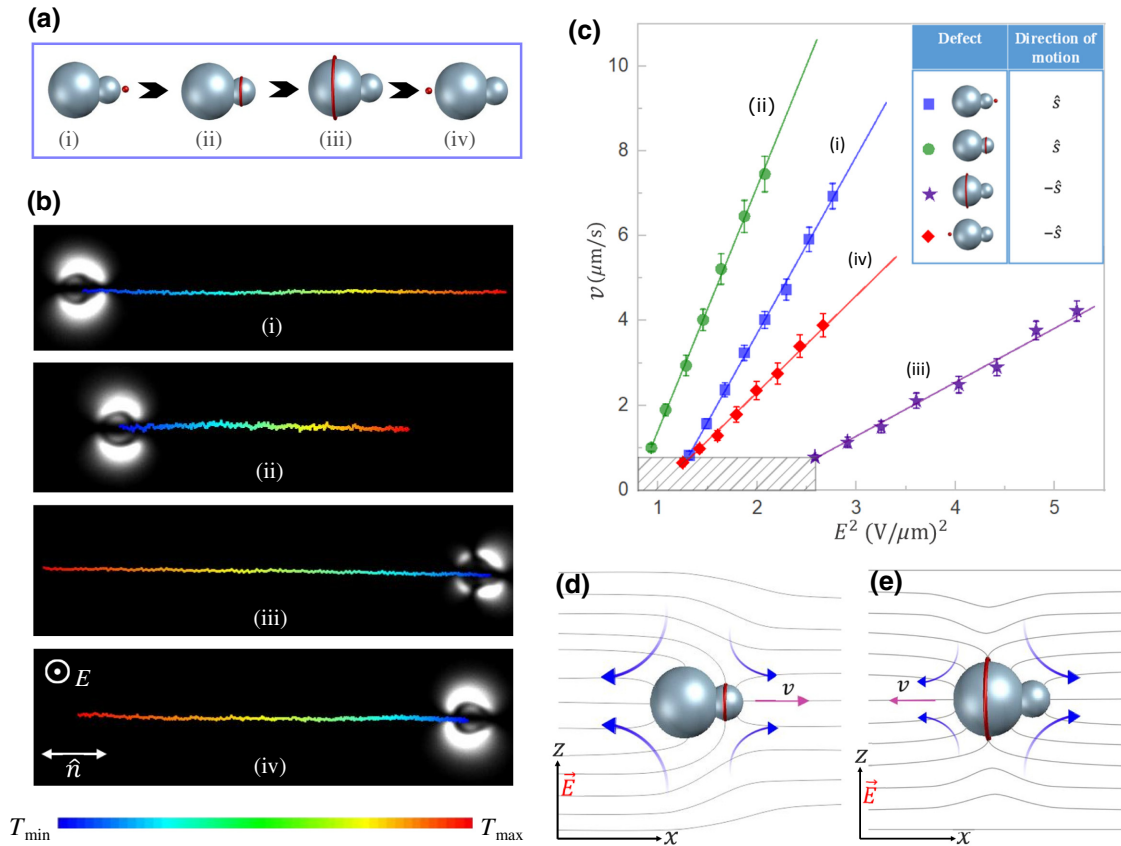 (a)
(i)
(ii)
(iii)
(iv)
(b)
(i)
(ii)
(iii)
E
n̂
(iv)
T_min
T_max
(c)
v (μm/s)
10
8
6
4
2
0
1
2
3
4
5
E² (V/μm)²
(ii)
(i)
(iv)
(iii)
Defect
Direction of motion
ŝ
ŝ
−ŝ
−ŝ
(d)
v
Z
E⃗
x
(e)
v
Z
E⃗
x